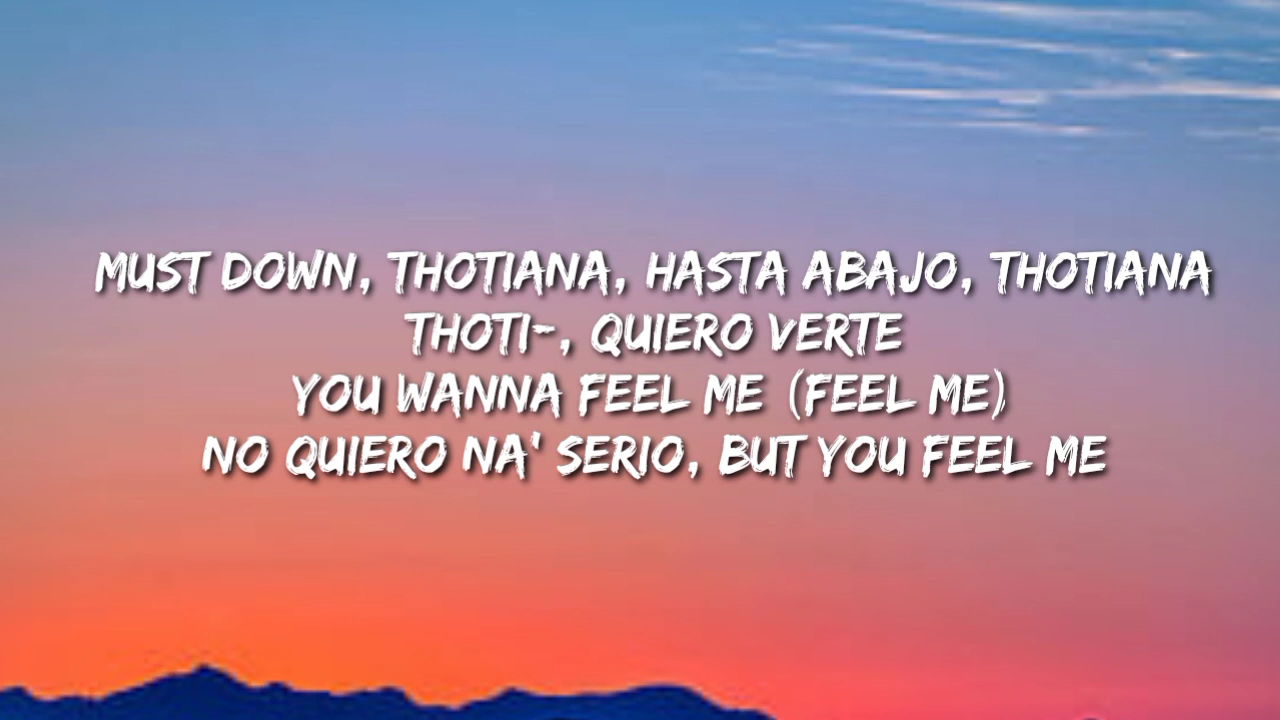 MUST DOWN, THOTIANA, HASTA ABAJO, THOTIANA
THOTI-, QUIERO VERTE
YOU WANNA FEEL ME (FEEL ME)
NO QUIERO NA' SERIO, BUT YOU FEEL ME